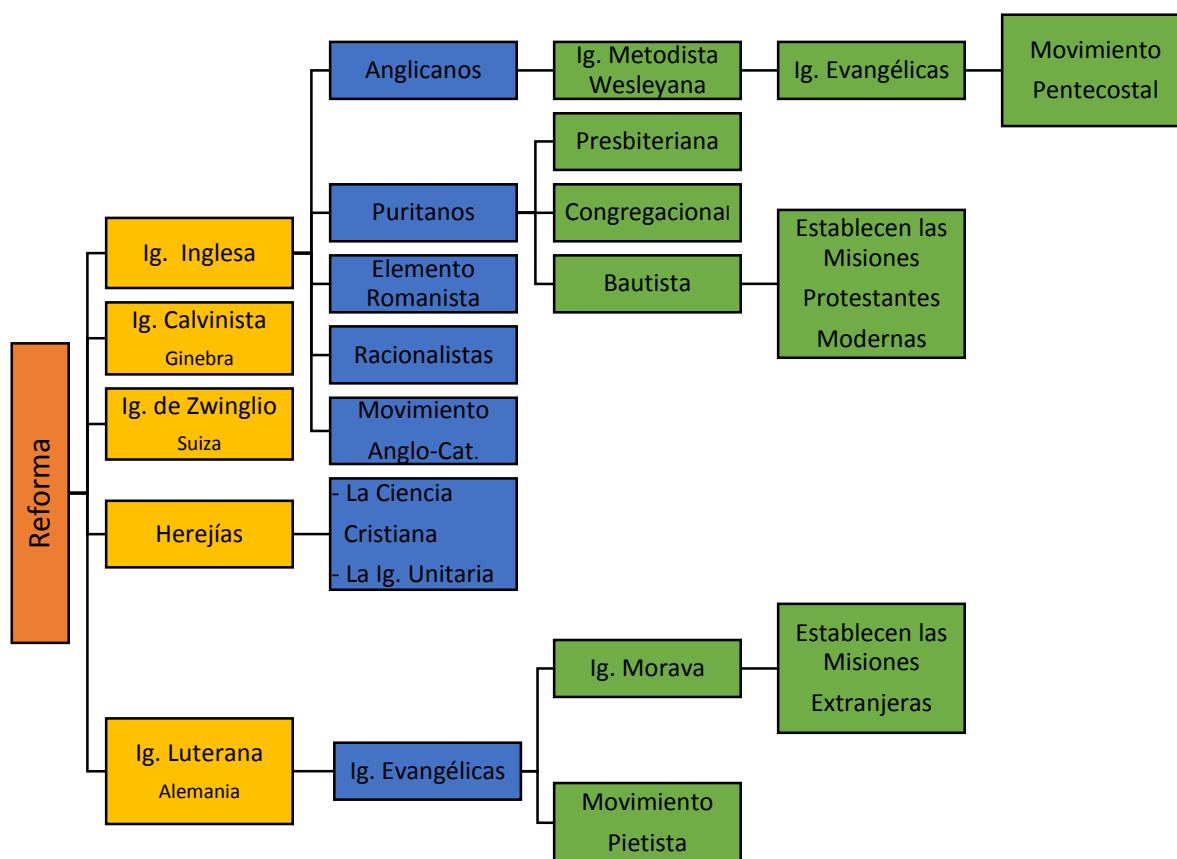 Reforma
Ig. Inglesa
Ig. Calvinista
Ginebra
Ig. de Zwinglio
Suiza
Herejías
Ig. Luterana
Alemania
Anglicanos
Puritanos
Elemento
Romanista
Racionalistas
Movimiento
Anglo-Cat.
- La Ciencia
Cristiana
- La Ig. Unitaria
Ig. Evangélicas
Ig. Metodista
Wesleyana
Presbiteriana
Congregacional
Bautista
Ig. Morava
Movimiento
Pietista
Ig. Evangélicas
Establecen las
Misiones
Protestantes
Modernas
Establecen las
Misiones
Extranjeras
Movimiento
Pentecostal